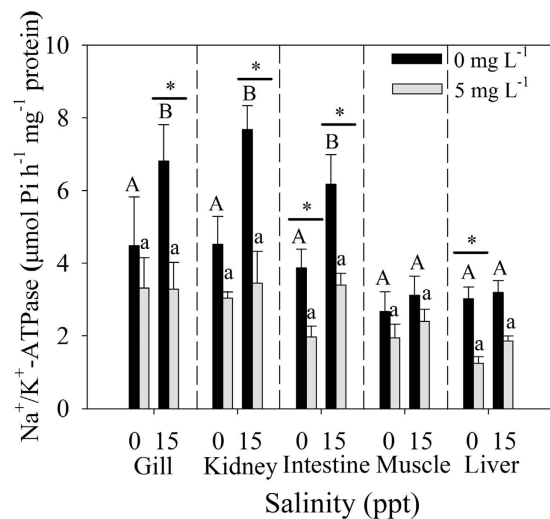 Na⁺/K⁺-ATPase (μmol Pi h⁻¹ mg⁻¹ protein)
10
8
6
4
2
0
0 mg L⁻¹
5 mg L⁻¹
* * * * *
A a B a A a B a A a B a A a A a A a A a
0 15 0 15 0 15 0 15 0 15
Gill Kidney Intestine Muscle Liver
Salinity (ppt)